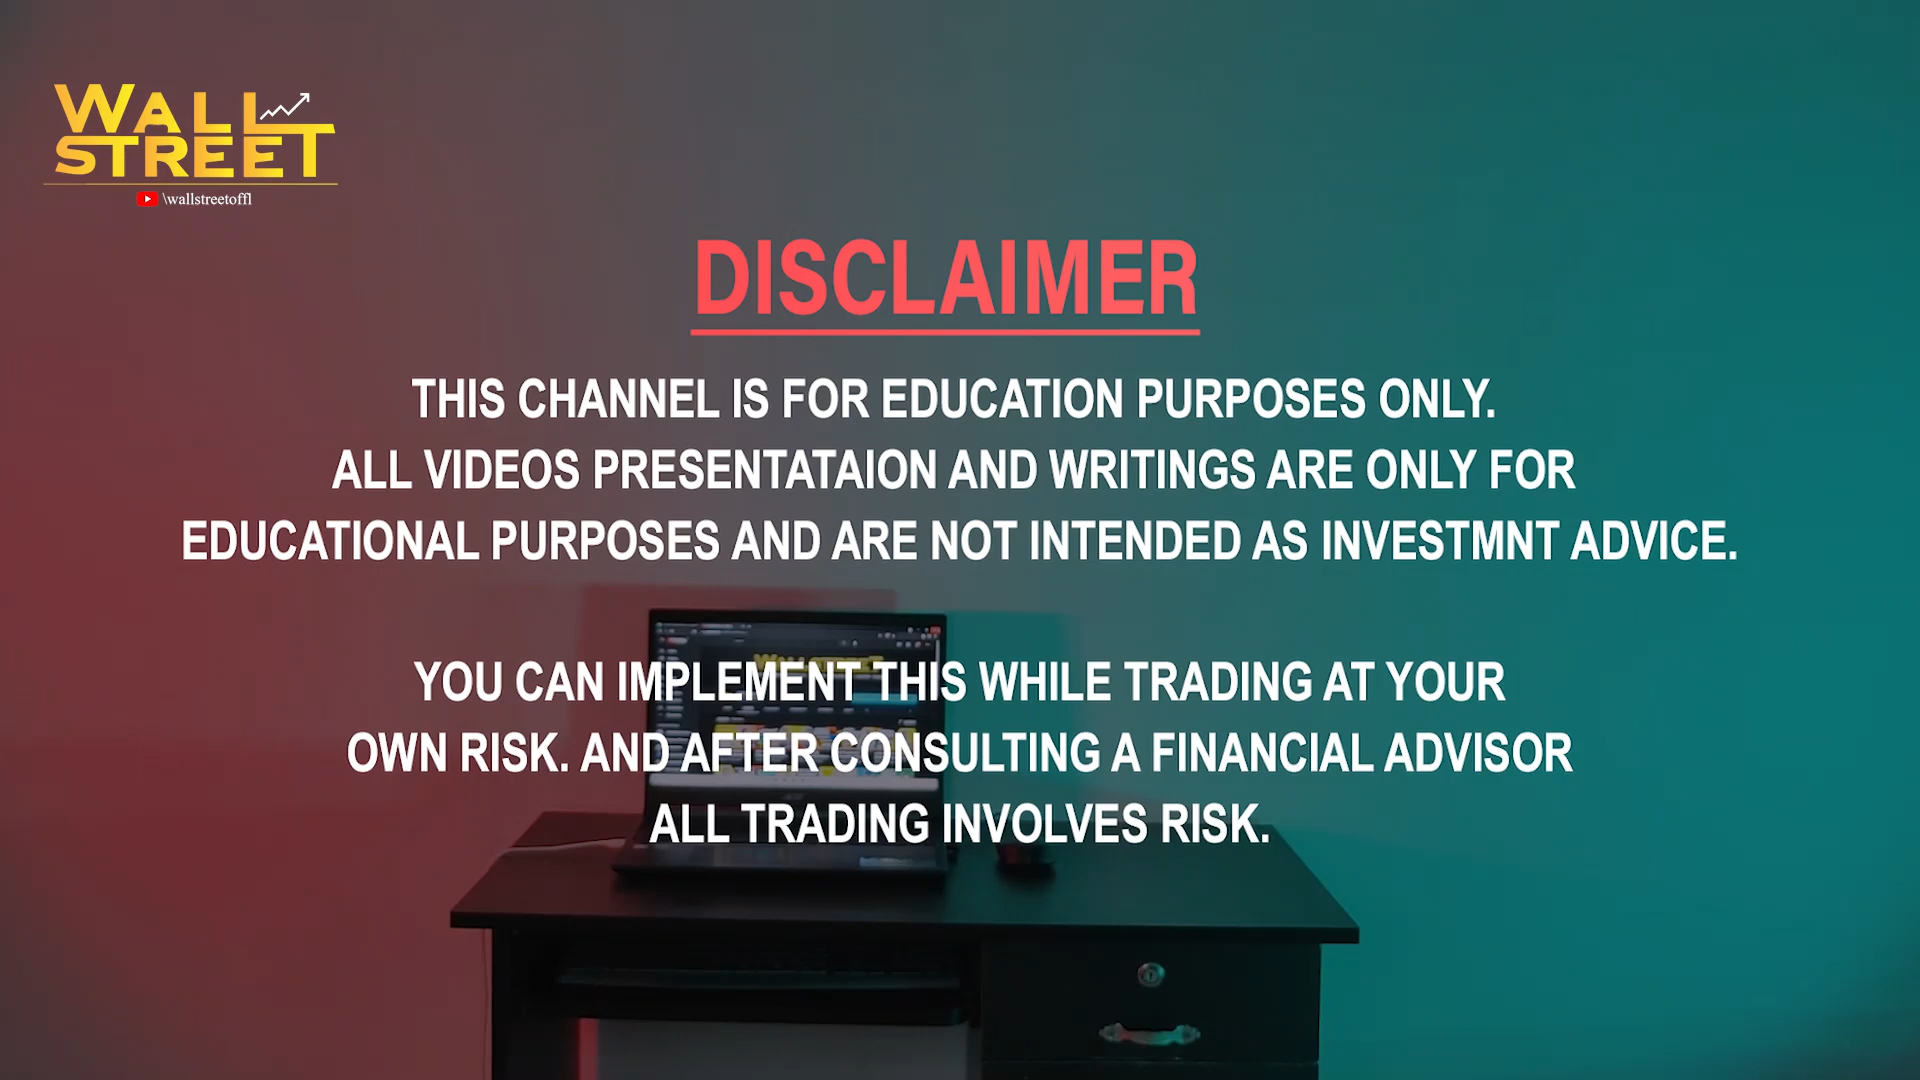 WALL
STREET
\wallstreetoffl
DISCLAIMER
THIS CHANNEL IS FOR EDUCATION PURPOSES ONLY.
ALL VIDEOS PRESENTATAION AND WRITINGS ARE ONLY FOR
EDUCATIONAL PURPOSES AND ARE NOT INTENDED AS INVESTMNT ADVICE.
YOU CAN IMPLEMENT THIS WHILE TRADING AT YOUR
OWN RISK. AND AFTER CONSULTING A FINANCIAL ADVISOR
ALL TRADING INVOLVES RISK.
WALL STREET